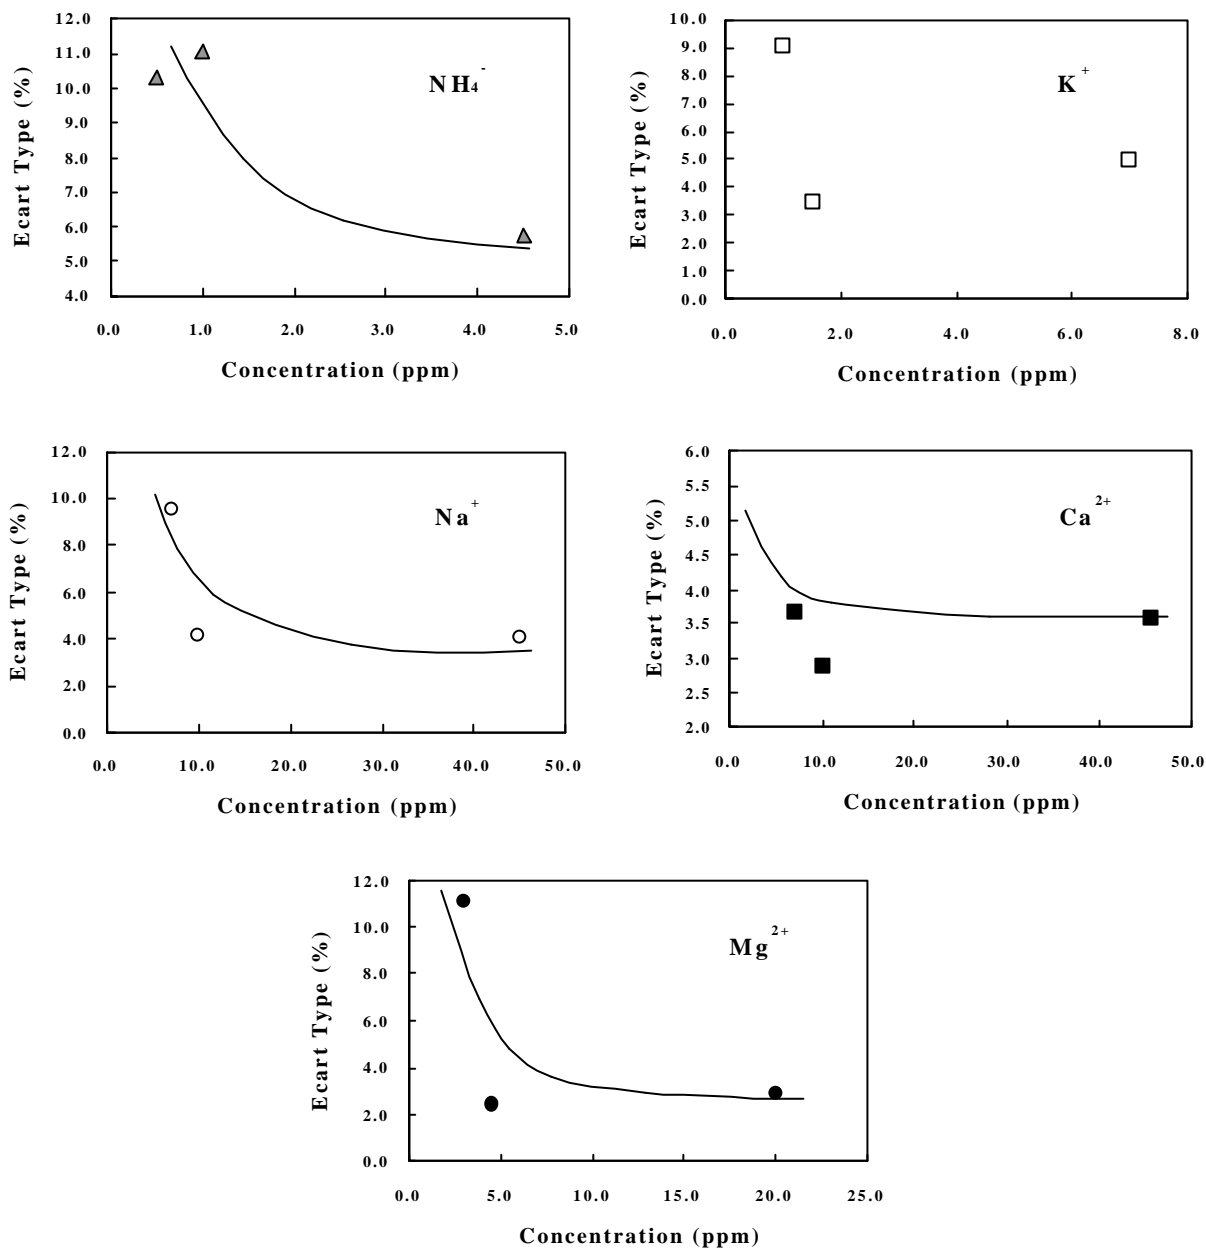 12.0
11.0
10.0
9.0
8.0
7.0
6.0
5.0
4.0
0.0 1.0 2.0 3.0 4.0 5.0
Ecart Type (%)
Concentration (ppm)
NH4-
10.0
9.0
8.0
7.0
6.0
5.0
4.0
3.0
2.0
1.0
0.0
0.0 2.0 4.0 6.0 8.0
Ecart Type (%)
Concentration (ppm)
K+
12.0
10.0
8.0
6.0
4.0
2.0
0.0
0.0 10.0 20.0 30.0 40.0 50.0
Ecart Type (%)
Concentration (ppm)
Na+
6.0
5.5
5.0
4.5
4.0
3.5
3.0
2.5
2.0
0.0 10.0 20.0 30.0 40.0 50.0
Ecart Type (%)
Concentration (ppm)
Ca2+
12.0
10.0
8.0
6.0
4.0
2.0
0.0
0.0 5.0 10.0 15.0 20.0 25.0
Ecart Type (%)
Concentration (ppm)
Mg2+